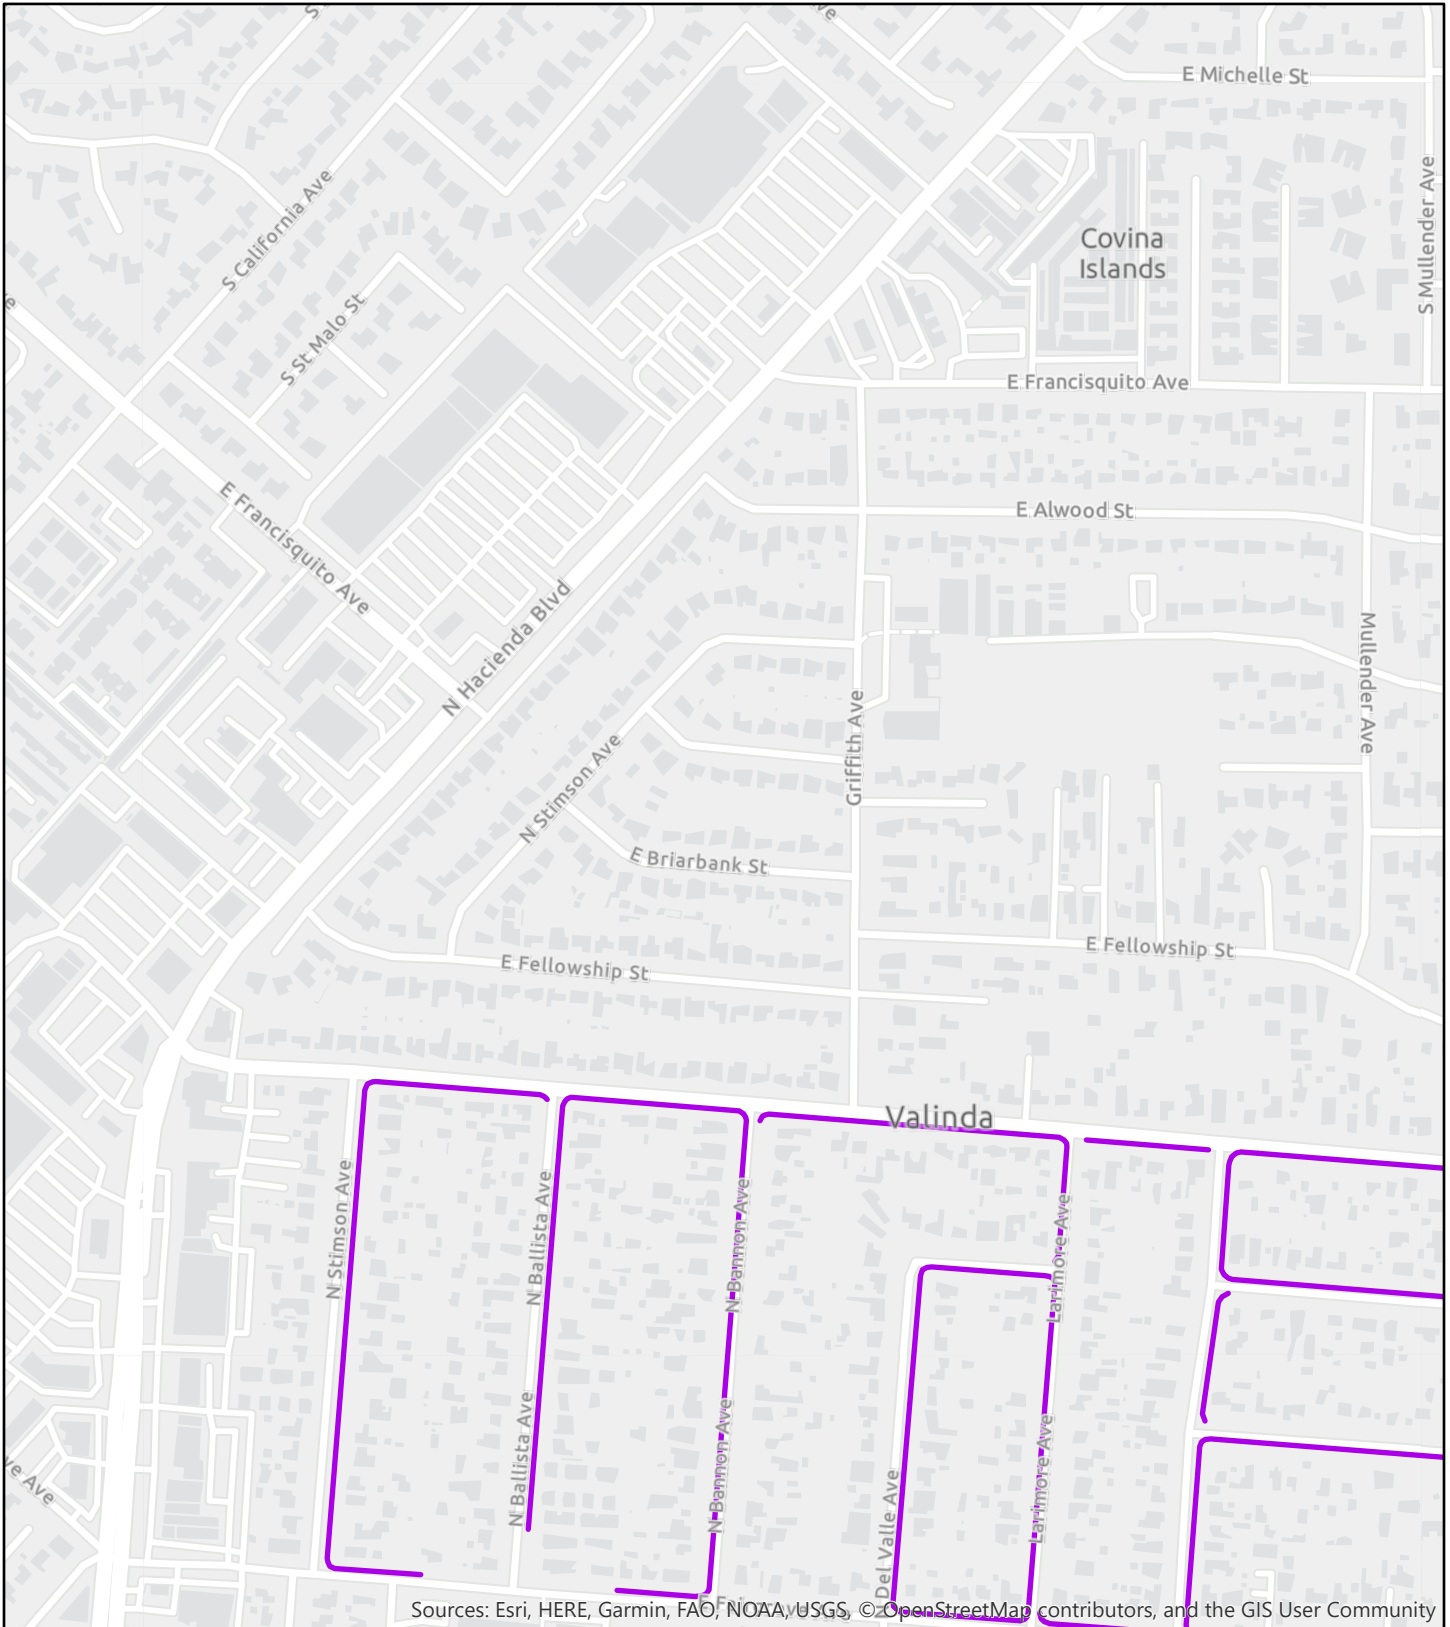 E Michelle St
S California Ave
S Mullender Ave
Covina
Islands
S St Malo St
E Francisquito Ave
E Alwood St
E Francisquito Ave
N Hacienda Blvd
Mullender Ave
Griffith Ave
N Stimson Ave
E Briarbank St
E Fellowship St
E Fellowship St
Valinda
N Stimson Ave
N Ballista Ave
N Bannon Ave
Larimore Ave
N Ballista Ave
N Bannon Ave
Larimore Ave
N Del Valle Ave
ve Ave
Sources: Esri, HERE, Garmin, FAO, NOAA, USGS, © OpenStreetMap contributors, and the GIS User Community